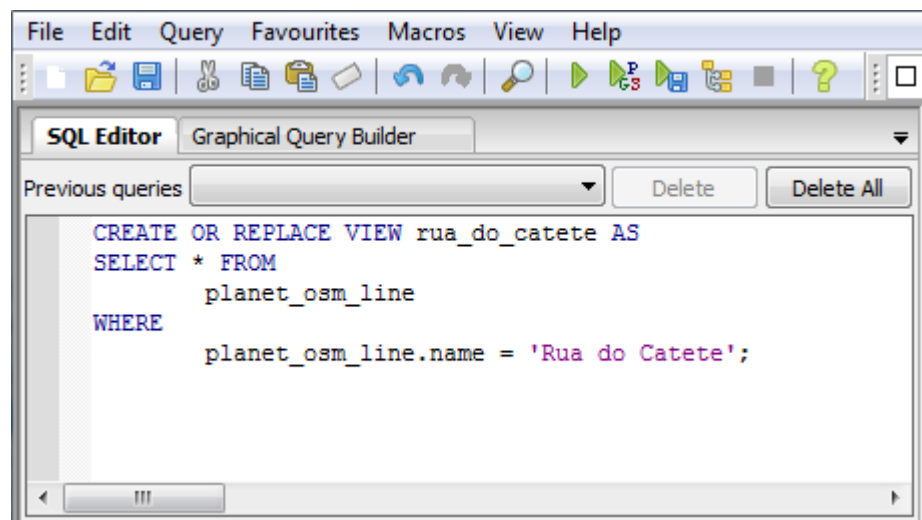 File Edit Query Favourites Macros View Help
SQL Editor Graphical Query Builder
Previous queries Delete Delete All
CREATE OR REPLACE VIEW rua_do_catete AS
SELECT * FROM
planet_osm_line
WHERE
planet_osm_line.name = 'Rua do Catete';